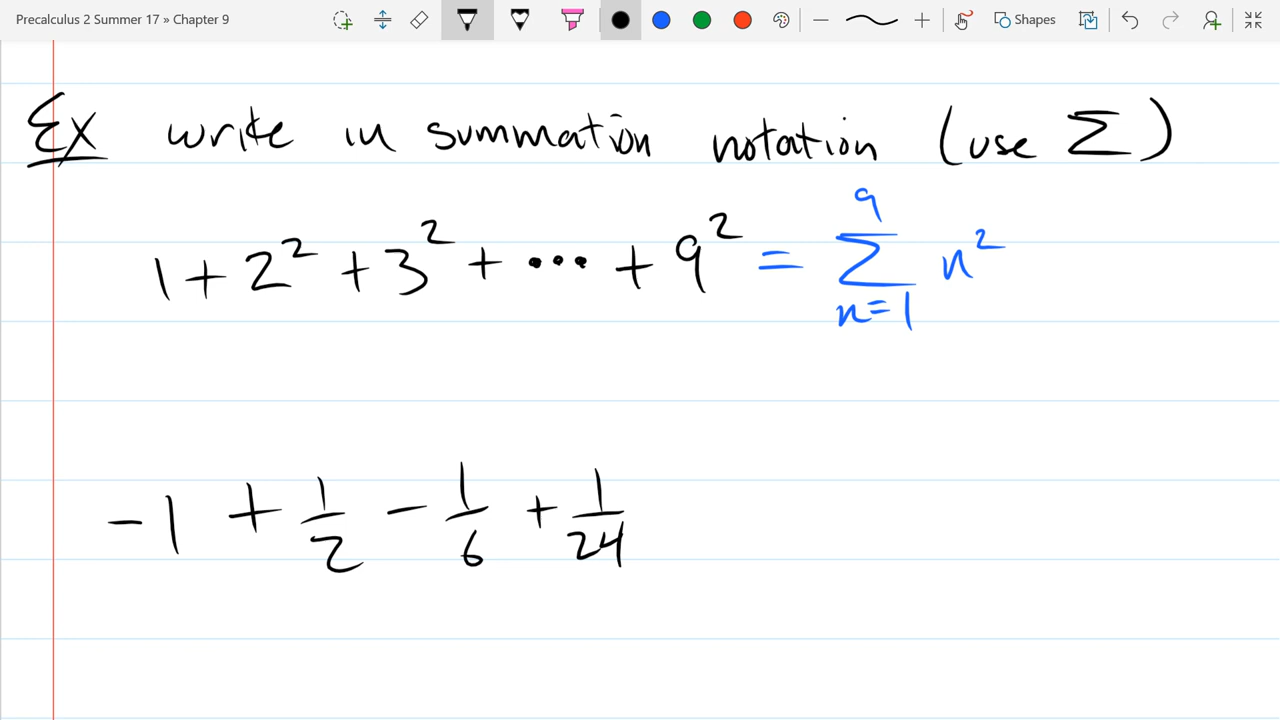 Precalculus 2 Summer 17 » Chapter 9
Shapes
Ex write in summation notation (use Σ)
1 + 2² + 3² + ··· + 9² = \sum_{n=1}^{9} n²
-1 + 1/2 - 1/6 + 1/24